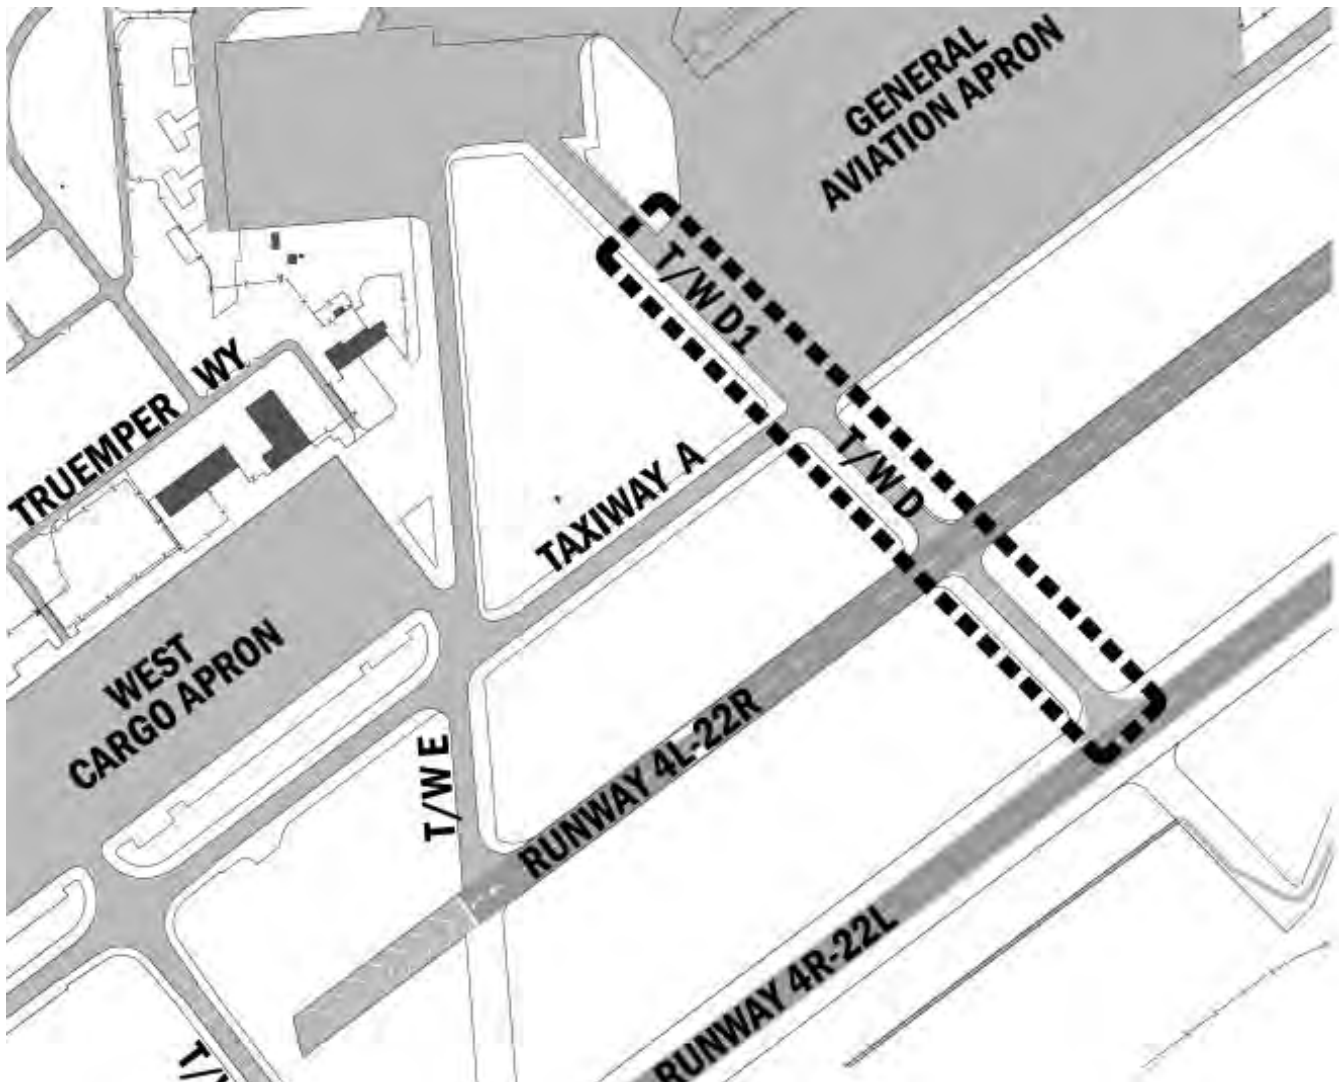 GENERAL
AVIATION APRON
T/W D1
TRUEMPER WY
T/W D
TAXIWAY A
WEST
CARGO APRON
T/W E
RUNWAY 4L-22R
RUNWAY 4R-22L